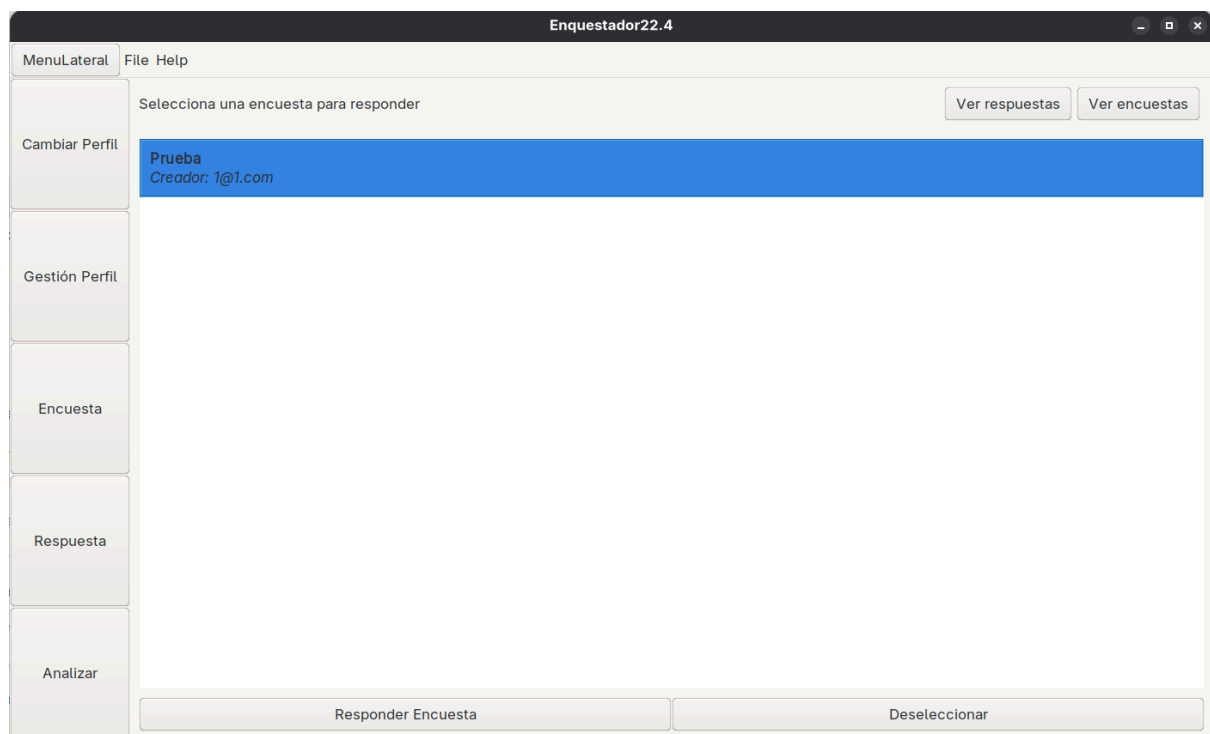 Enquestador22.4
MenuLateral File Help
Selecciona una encuesta para responder
Ver respuestas
Ver encuestas
Cambiar Perfil
Prueba
Creador: 1@1.com
Gestión Perfil
Encuesta
Respuesta
Analizar
Responder Encuesta
Deseleccionar